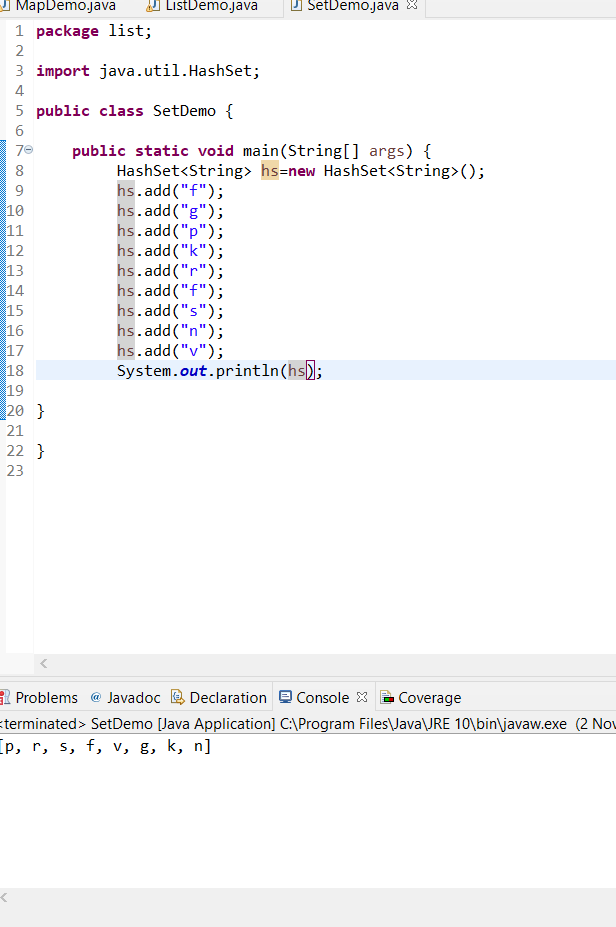 MapDemo.java ListDemo.java SetDemo.java
1 package list;
2
3 import java.util.HashSet;
4
5 public class SetDemo {
6
7 public static void main(String[] args) {
8 HashSet<String> hs=new HashSet<String>();
9 hs.add("f");
10 hs.add("g");
11 hs.add("p");
12 hs.add("k");
13 hs.add("r");
14 hs.add("f");
15 hs.add("s");
16 hs.add("n");
17 hs.add("v");
18 System.out.println(hs);
19
20 }
21
22 }
23
Problems @ Javadoc Declaration Console Coverage
<terminated> SetDemo [Java Application] C:\Program Files\Java\JRE 10\bin\javaw.exe (2 Nov
[p, r, s, f, v, g, k, n]